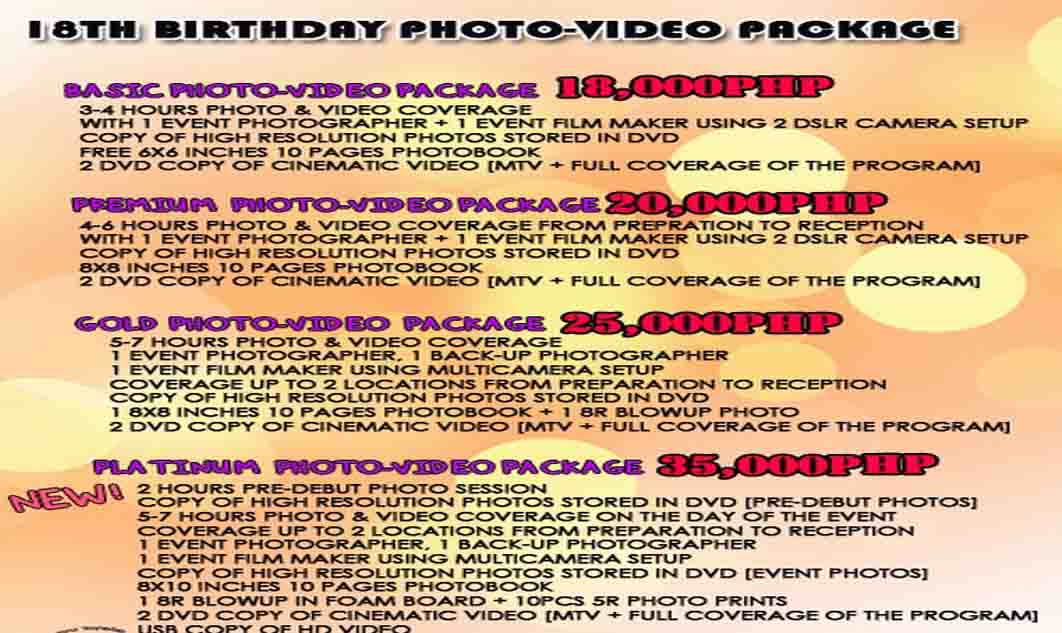 18TH BIRTHDAY PHOTO-VIDEO PACKAGE
BASIC PHOTO-VIDEO PACKAGE 18,000PHP
3-4 HOURS PHOTO & VIDEO COVERAGE
WITH 1 EVENT PHOTOGRAPHER + 1 EVENT FILM MAKER USING 2 DSLR CAMERA SETUP
COPY OF HIGH RESOLUTION PHOTOS STORED IN DVD
FREE 6X6 INCHES 10 PAGES PHOTOBOOK
2 DVD COPY OF CINEMATIC VIDEO [MTV + FULL COVERAGE OF THE PROGRAM]
PREMIUM PHOTO-VIDEO PACKAGE 20,000PHP
4-6 HOURS PHOTO & VIDEO COVERAGE FROM PREPRATION TO RECEPTION
WITH 1 EVENT PHOTOGRAPHER + 1 EVENT FILM MAKER USING 2 DSLR CAMERA SETUP
COPY OF HIGH RESOLUTION PHOTOS STORED IN DVD
8X8 INCHES 10 PAGES PHOTOBOOK
2 DVD COPY OF CINEMATIC VIDEO [MTV + FULL COVERAGE OF THE PROGRAM]
GOLD PHOTO-VIDEO PACKAGE 25,000PHP
5-7 HOURS PHOTO & VIDEO COVERAGE
1 EVENT PHOTOGRAPHER, 1 BACK-UP PHOTOGRAPHER
1 EVENT FILM MAKER USING MULTICAMERA SETUP
COVERAGE UP TO 2 LOCATIONS FROM PREPARATION TO RECEPTION
COPY OF HIGH RESOLUTION PHOTOS STORED IN DVD
1 8X8 INCHES 10 PAGES PHOTOBOOK + 1 8R BLOWUP PHOTO
2 DVD COPY OF CINEMATIC VIDEO [MTV + FULL COVERAGE OF THE PROGRAM]
PLATINUM PHOTO-VIDEO PACKAGE 35,000PHP
NEW! 2 HOURS PRE-DEBUT PHOTO SESSION
COPY OF HIGH RESOLUTION PHOTOS STORED IN DVD [PRE-DEBUT PHOTOS]
5-7 HOURS PHOTO & VIDEO COVERAGE ON THE DAY OF THE EVENT
COVERAGE UP TO 2 LOCATIONS FROM PREPARATION TO RECEPTION
1 EVENT PHOTOGRAPHER, 1 BACK-UP PHOTOGRAPHER
1 EVENT FILM MAKER USING MULTICAMERA SETUP
COPY OF HIGH RESOLUTION PHOTOS STORED IN DVD [EVENT PHOTOS]
8X10 INCHES 10 PAGES PHOTOBOOK
1 8R BLOWUP IN FOAM BOARD + 10PCS 5R PHOTO PRINTS
2 DVD COPY OF CINEMATIC VIDEO [MTV + FULL COVERAGE OF THE PROGRAM]
USB COPY OF HD VIDEO